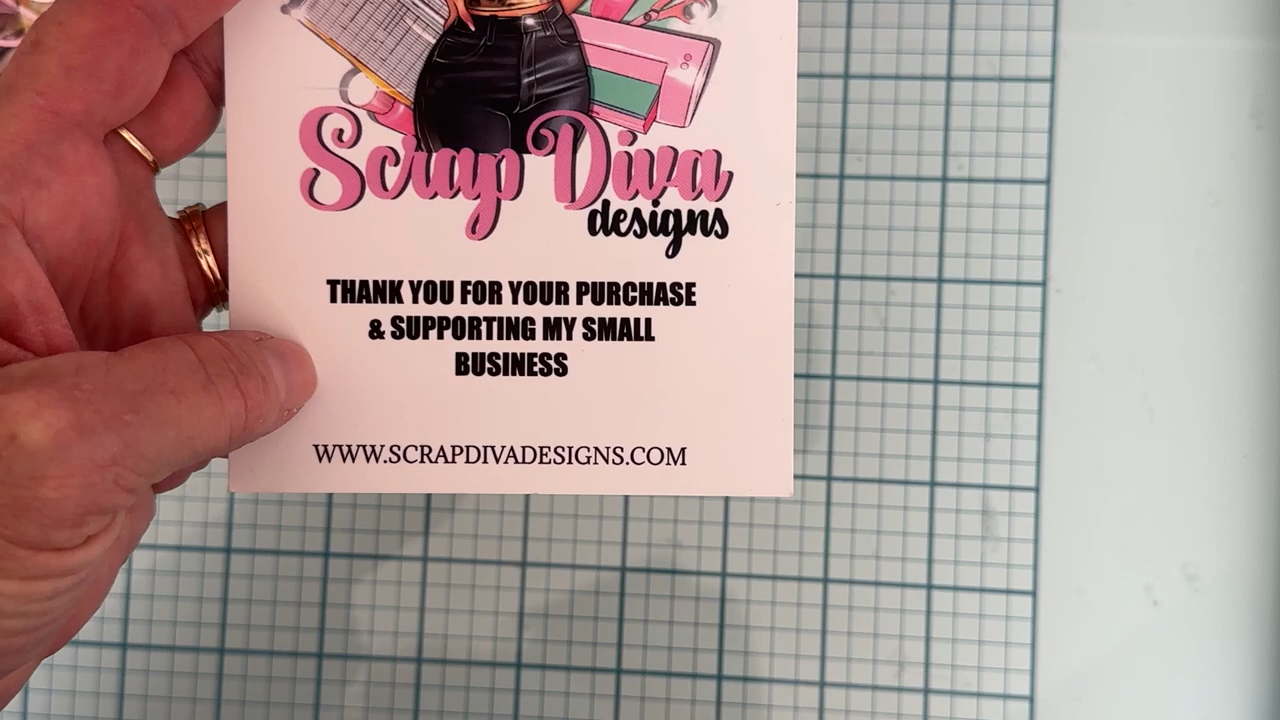 Scrap Diva
designs
THANK YOU FOR YOUR PURCHASE
& SUPPORTING MY SMALL
BUSINESS
WWW.SCRAPDIVADESIGNS.COM